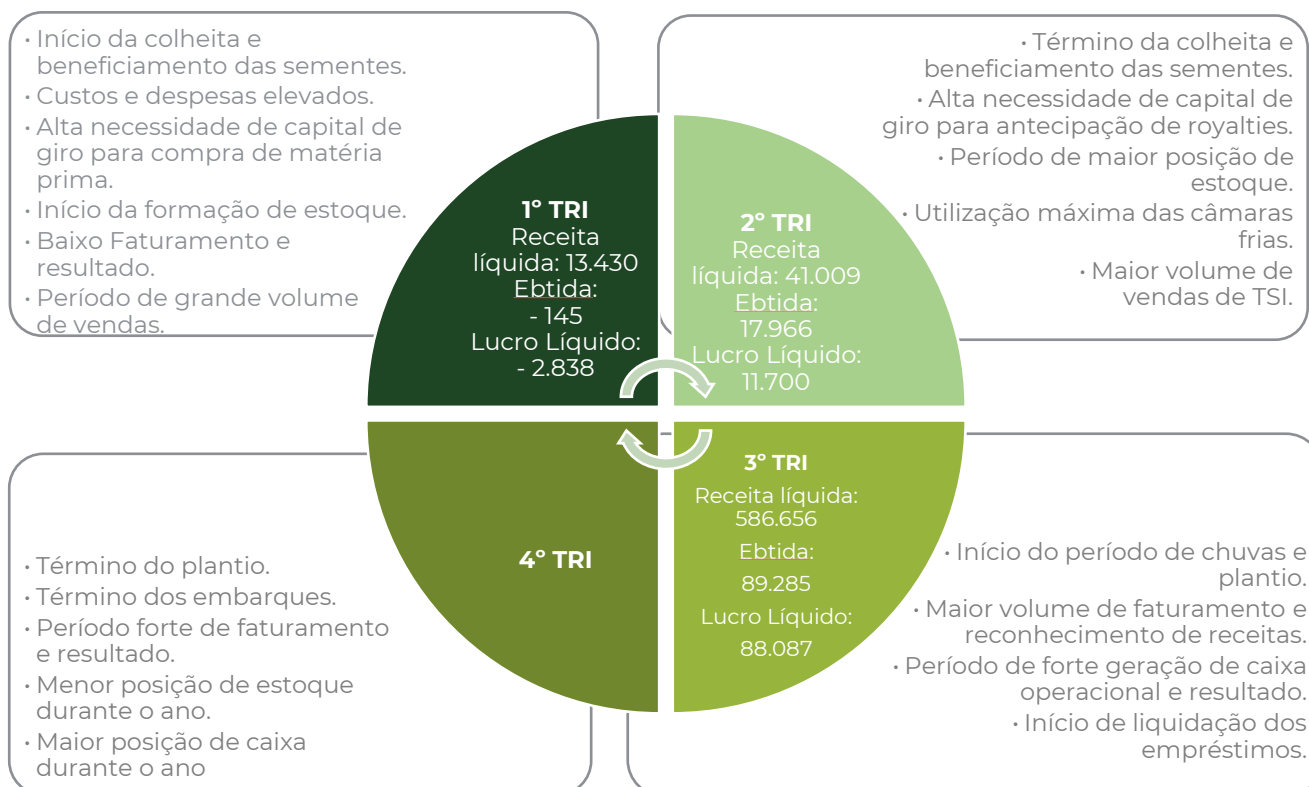 · Início da colheita e
beneficiamento das sementes.
· Custos e despesas elevados.
· Alta necessidade de capital de
giro para compra de matéria
prima.
· Início da formação de estoque.
· Baixo Faturamento e
resultado.
· Período de grande volume
de vendas.
1º TRI
Receita
líquida: 13.430
Ebtida:
- 145
Lucro Líquido:
- 2.838
2º TRI
Receita
líquida: 41.009
Ebtida:
17.966
Lucro Líquido:
11.700
· Término da colheita e
beneficiamento das sementes.
· Alta necessidade de capital de
giro para antecipação de royalties.
· Período de maior posição de
estoque.
· Utilização máxima das câmaras
frias.
· Maior volume de
vendas de TSI.
· Término do plantio.
· Término dos embarques.
· Período forte de faturamento
e resultado.
· Menor posição de estoque
durante o ano.
· Maior posição de caixa
durante o ano
4º TRI
3º TRI
Receita líquida:
586.656
Ebtida:
89.285
Lucro Líquido:
88.087
· Início do período de chuvas e
plantio.
· Maior volume de faturamento e
reconhecimento de receitas.
· Período de forte geração de caixa
operacional e resultado.
· Início de liquidação dos
empréstimos.